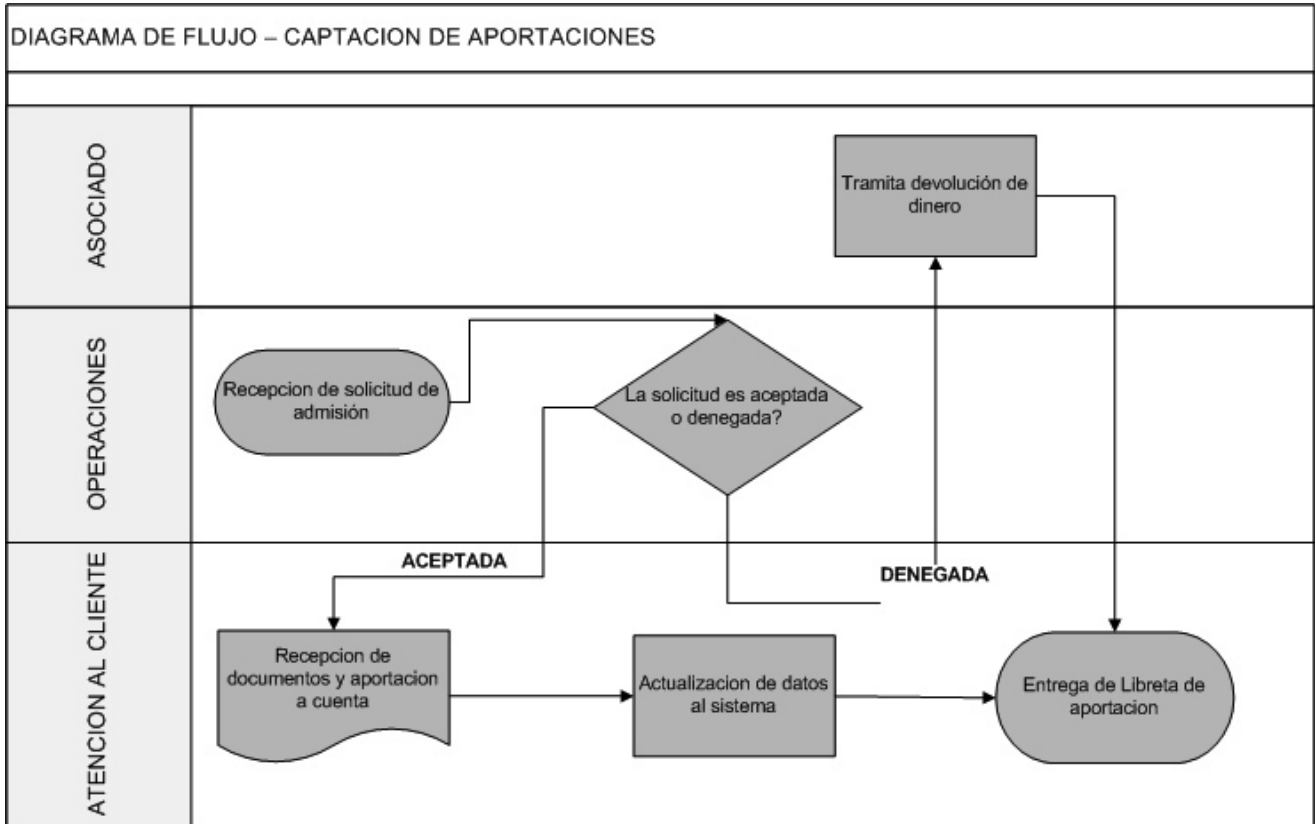 DIAGRAMA DE FLUJO – CAPTACION DE APORTACIONES
ASOCIADO
Tramita devolución de
dinero
OPERACIONES
Recepcion de solicitud de
admisión
La solicitud es aceptada
o denegada?
ATENCION AL CLIENTE
ACEPTADA
DENEGADA
Recepcion de
documentos y aportacion
a cuenta
Actualizacion de datos
al sistema
Entrega de Libreta de
aportacion